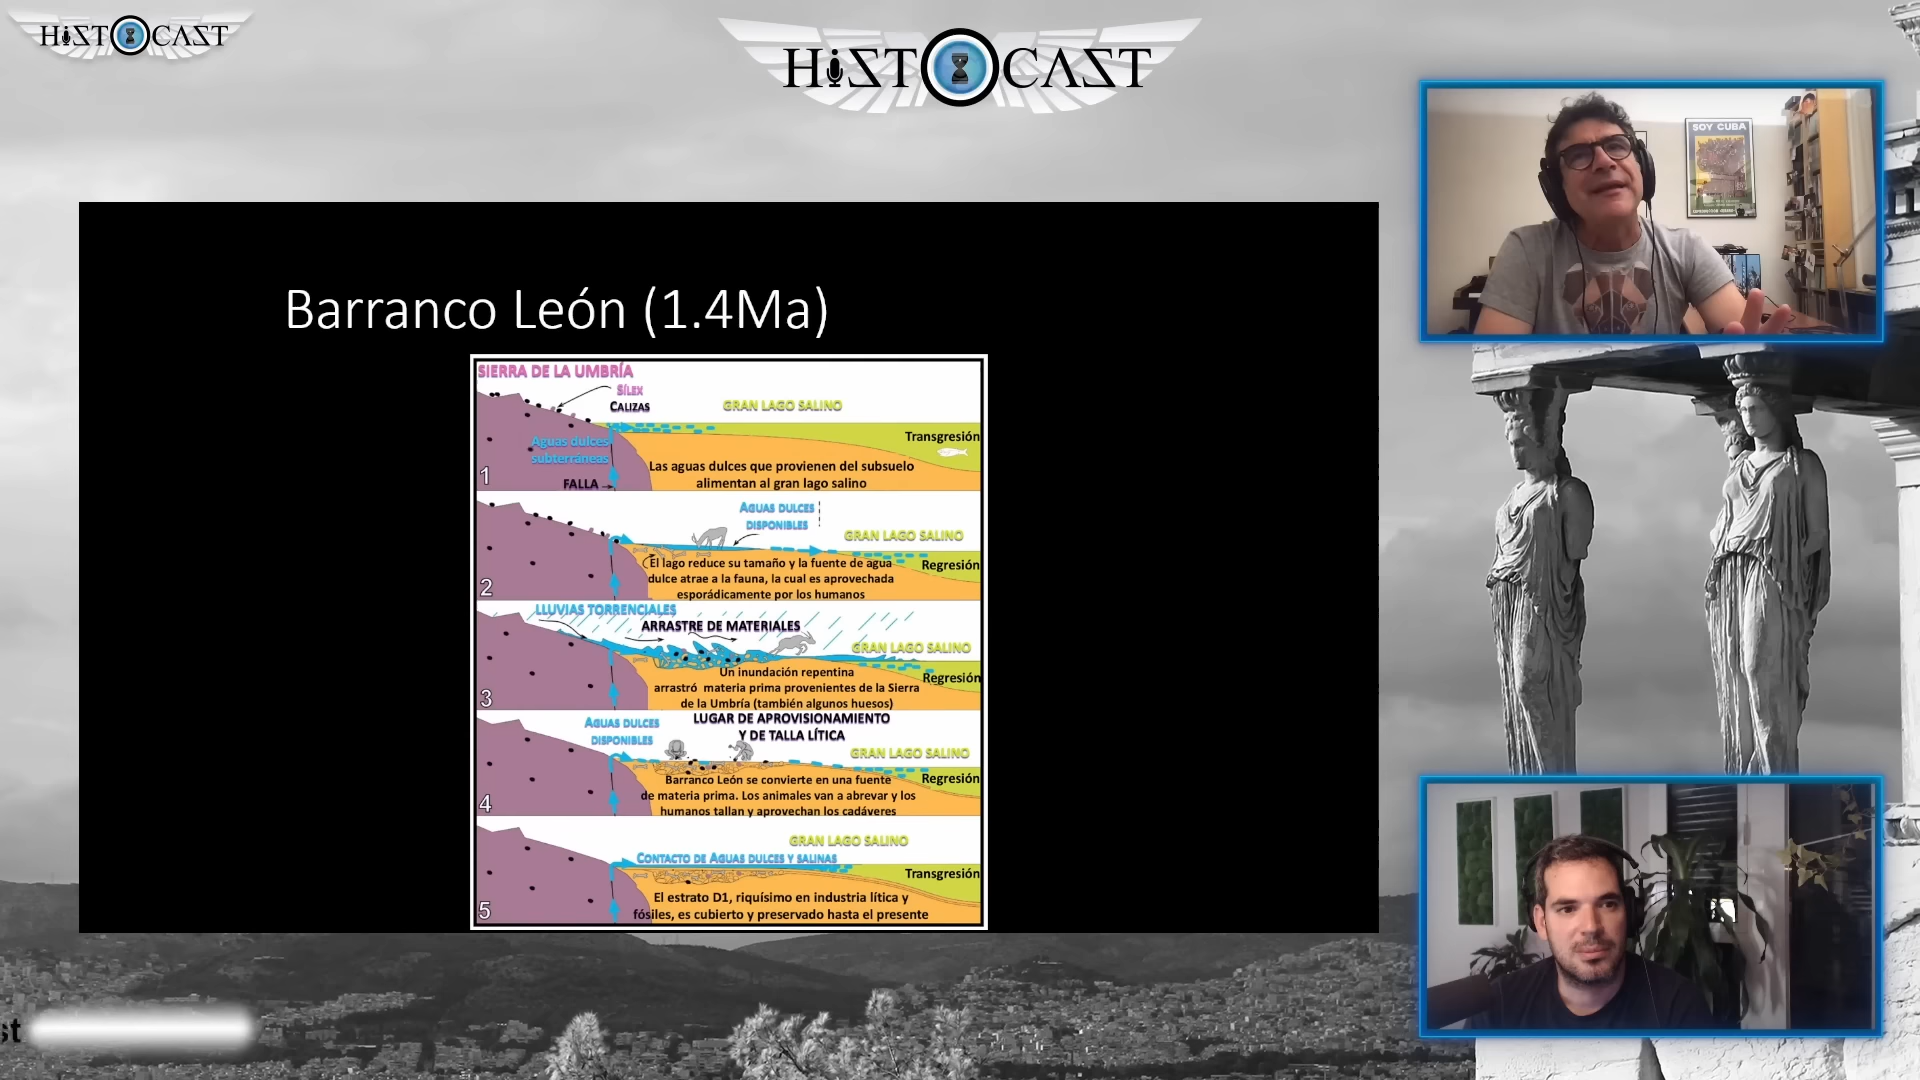 HiSTOCAST
HiSTOCAST
SOY CUBA
Barranco León (1.4Ma)
SIERRA DE LA UMBRÍA
SÍLEX
CALIZAS
GRAN LAGO SALINO
Aguas dulces
subterráneas
Transgresión
Las aguas dulces que provienen del subsuelo
alimentan al gran lago salino
FALLA
1
AGUAS DULCES
DISPONIBLES
GRAN LAGO SALINO
Regresión
El lago reduce su tamaño y la fuente de agua
dulce atrae a la fauna, la cual es aprovechada
esporádicamente por los humanos
2
LLUVIAS TORRENCIALES
ARRASTRE DE MATERIALES
GRAN LAGO SALINO
Regresión
Un inundación repentina
arrastró materia prima provenientes de la Sierra
de la Umbría (también algunos huesos)
3
AGUAS DULCES
DISPONIBLES
LUGAR DE APROVISIONAMIENTO
Y DE TALLA LÍTICA
GRAN LAGO SALINO
Regresión
Barranco León se convierte en una fuente
de materia prima. Los animales van a abrevar y los
humanos tallan y aprovechan los cadáveres
4
GRAN LAGO SALINO
CONTACTO DE AGUAS DULCES Y SALINAS
Transgresión
El estrato D1, riquísimo en industria lítica y
fósiles, es cubierto y preservado hasta el presente
5
st